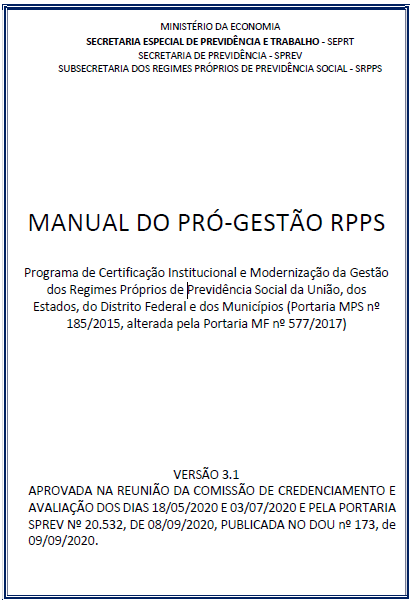 MINISTÉRIO DA ECONOMIA
SECRETARIA ESPECIAL DE PREVIDÊNCIA E TRABALHO - SEPRT
SECRETARIA DE PREVIDÊNCIA - SPREV
SUBSECRETARIA DOS REGIMES PRÓPRIOS DE PREVIDÊNCIA SOCIAL - SRPPS
MANUAL DO PRÓ-GESTÃO RPPS
Programa de Certificação Institucional e Modernização da Gestão
dos Regimes Próprios de Previdência Social da União, dos
Estados, do Distrito Federal e dos Municípios (Portaria MPS nº
185/2015, alterada pela Portaria MF nº 577/2017)
VERSÃO 3.1
APROVADA NA REUNIÃO DA COMISSÃO DE CREDENCIAMENTO E
AVALIAÇÃO DOS DIAS 18/05/2020 E 03/07/2020 E PELA PORTARIA
SPREV Nº 20.532, DE 08/09/2020, PUBLICADA NO DOU nº 173, de
09/09/2020.